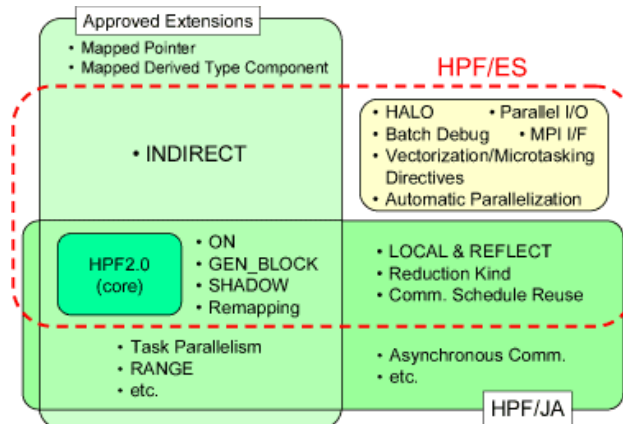 Approved Extensions
• Mapped Pointer
• Mapped Derived Type Component
HPF/ES
• HALO • Parallel I/O
• Batch Debug • MPI I/F
• Vectorization/Microtasking
Directives
• Automatic Parallelization
• INDIRECT
HPF2.0
(core)
• ON
• GEN_BLOCK
• SHADOW
• Remapping
• LOCAL & REFLECT
• Reduction Kind
• Comm. Schedule Reuse
• Task Parallelism
• RANGE
• etc.
• Asynchronous Comm.
• etc.
HPF/JA